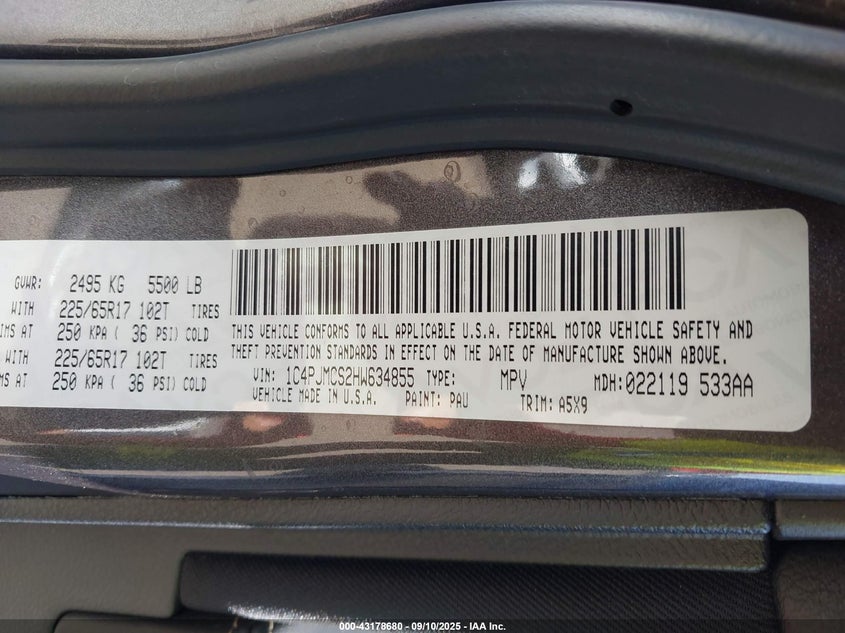 GVWR: 2495 KG 5500 LB
WITH 225/65R17 102T TIRES
IMS AT 250 KPA ( 36 PSI) COLD
WITH 225/65R17 102T TIRES
MS AT 250 KPA ( 36 PSI) COLD
THIS VEHICLE CONFORMS TO ALL APPLICABLE U.S.A. FEDERAL MOTOR VEHICLE SAFETY AND
THEFT PREVENTION STANDARDS IN EFFECT ON THE DATE OF MANUFACTURE SHOWN ABOVE.
VIN: 1C4PJMCS2HW634855 TYPE: MPV MDH:022119 533AA
VEHICLE MADE IN U.S.A. PAINT: PAU TRIM: A5X9
000-43178680 - 09/10/2025 - IAA Inc.